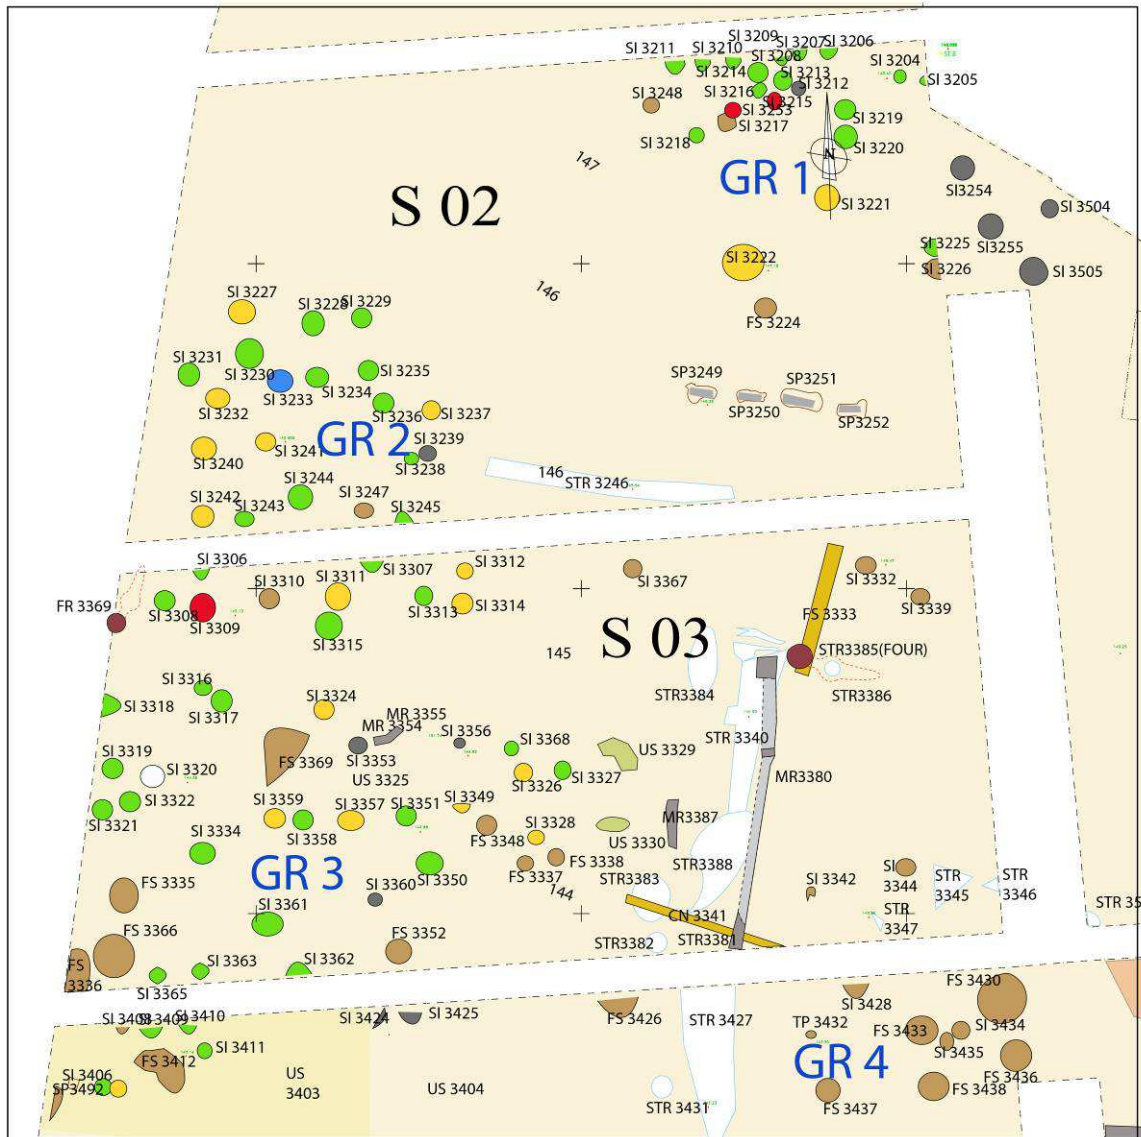 SI 3209
SI 3207
SI 3206
SI 3211
SI 3210
SI 3208
SI 3204
SI 3214
SI 3213
SI 3205
SI 3212
SI 3248
SI 3216
SI 3215
SI 3253
SI 3217
SI 3219
SI 3218
SI 3220
147
N
GR 1
SI3254
S 02
SI 3221
SI 3504
SI3255
SI 3225
SI 3222
SI 3226
SI 3505
146
SI 3227
SI 3228
SI 3229
FS 3224
SI 3231
SI 3230
SI 3235
SI 3233
SI 3234
SP3249
SP3251
SI 3232
SP3250
SI 3236
SI 3237
SP3252
GR 2
SI 3241
SI 3239
SI 3240
SI 3238
146
SI 3244
STR 3246
SI 3242
SI 3243
SI 3247
SI 3245
SI 3306
SI 3307
SI 3312
SI 3310
SI 3311
SI 3367
SI 3332
FR 3369
SI 3308
SI 3309
SI 3313
SI 3314
FS 3333
SI 3339
SI 3315
S 03
145
STR3385(FOUR)
SI 3316
STR3384
STR3386
SI 3318
SI 3317
SI 3324
MR 3355
MR 3354
SI 3356
STR 3340
SI 3368
US 3329
SI 3319
SI 3320
FS 3369
SI 3353
US 3325
SI 3326
SI 3327
MR3380
SI 3322
SI 3321
SI 3359
SI 3357
SI 3351
SI 3349
SI 3328
MR3387
SI 3334
SI 3358
FS 3348
US 3330
GR 3
SI 3350
FS 3337
FS 3338
STR3388
STR3383
FS 3335
SI 3360
144
SI 3342
SI
3344
STR
3345
STR
3346
SI 3361
CN 3341
STR
3347
STR 35
FS 3366
FS 3352
STR3382
STR3381
FS
3336
SI 3363
SI 3362
SI 3365
FS 3430
SI 3428
SI 3408
SI 3409
SI 3410
SI 3424
SI 3425
FS 3426
STR 3427
TP 3432
FS 3433
SI 3434
SI 3435
SI 3411
FS 3412
GR 4
SI 3406
SP3492
US
3403
US 3404
FS 3436
STR 3431
FS 3437
FS 3438